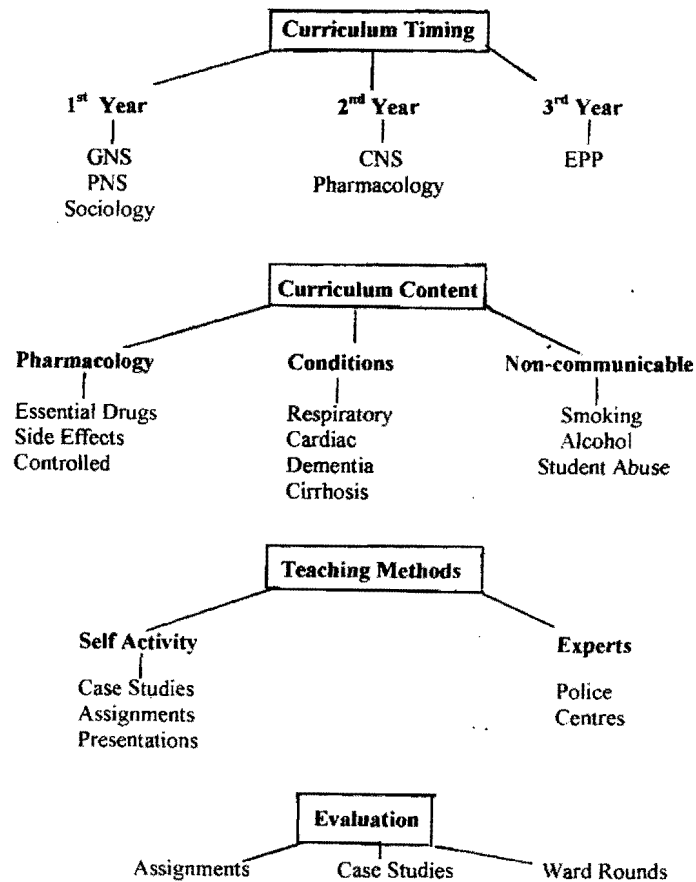 Curriculum Timing
1st Year
2nd Year
3rd Year
GNS
PNS
Sociology
CNS
Pharmacology
EPP
Curriculum Content
Pharmacology
Conditions
Non-communicable
Essential Drugs
Side Effects
Controlled
Respiratory
Cardiac
Dementia
Cirrhosis
Smoking
Alcohol
Student Abuse
Teaching Methods
Self Activity
Experts
Case Studies
Assignments
Presentations
Police
Centres
Evaluation
Assignments
Case Studies
Ward Rounds